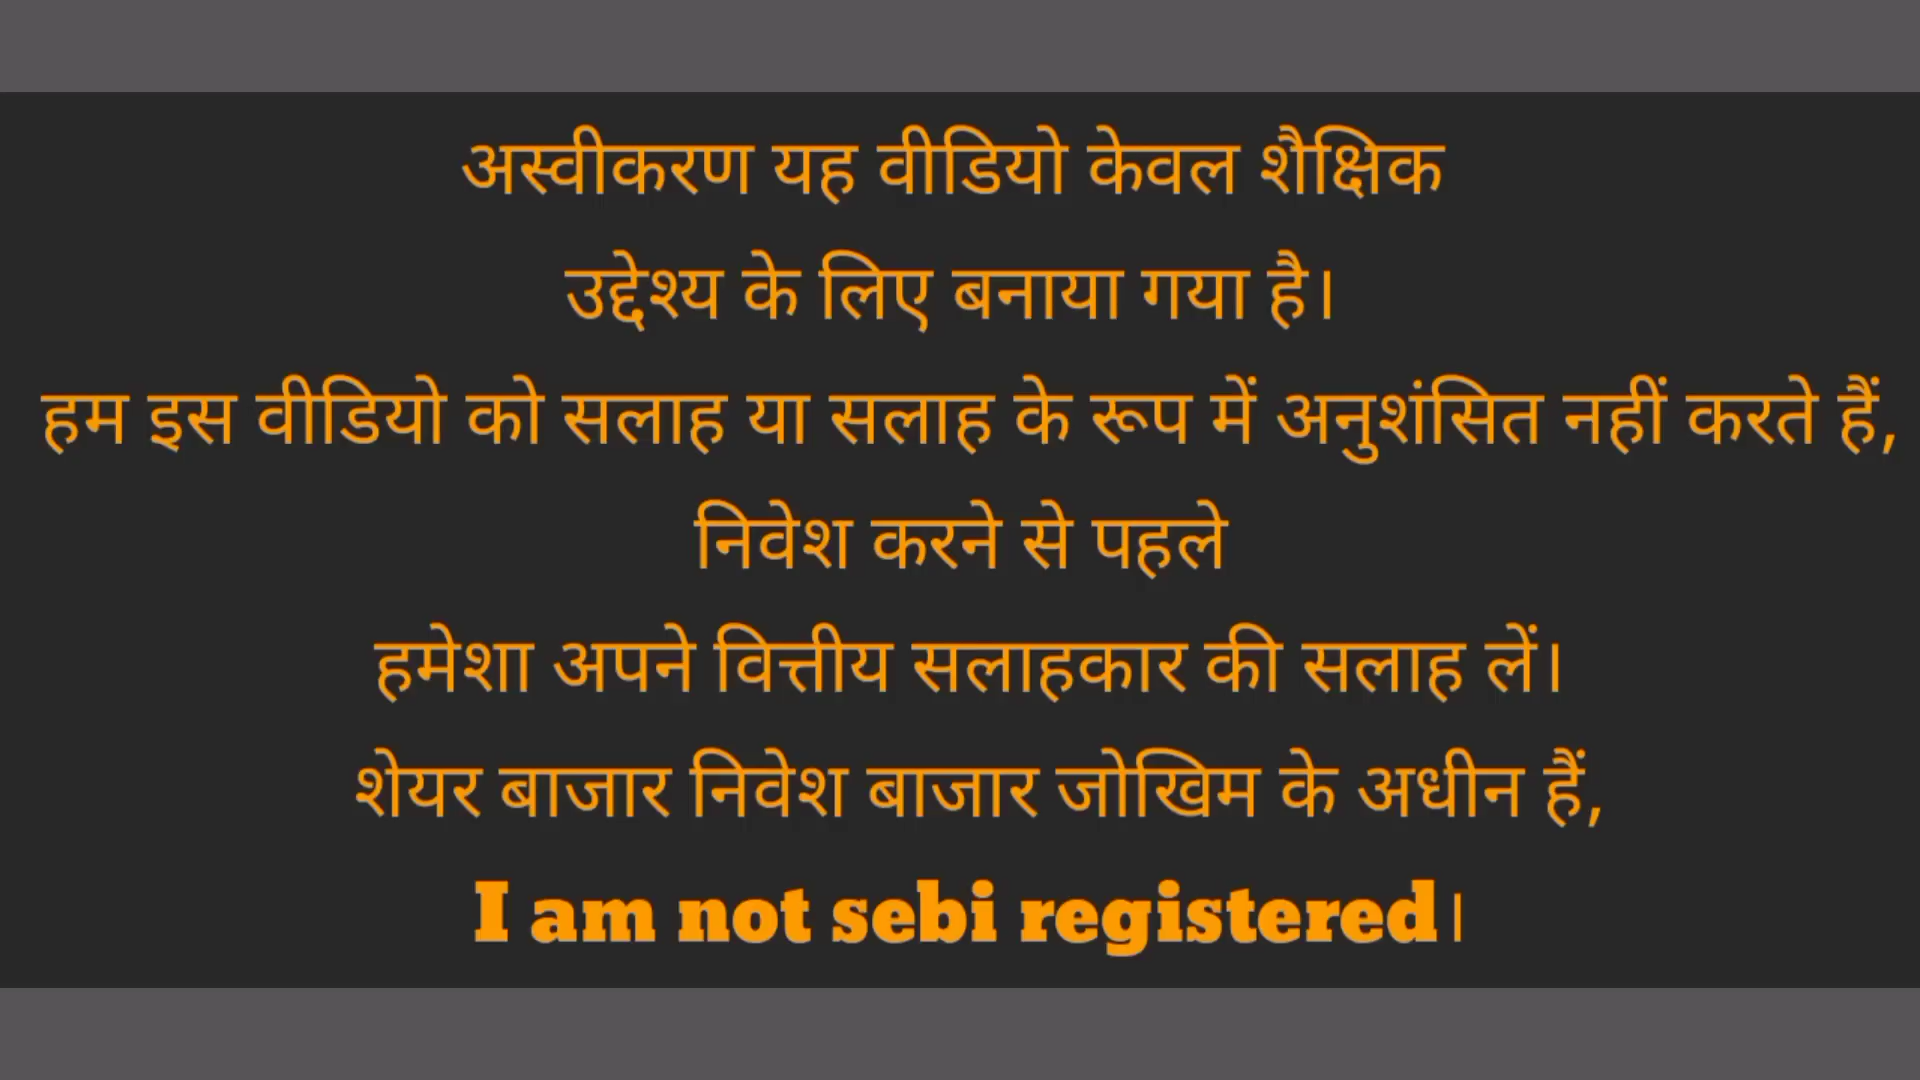 अस्वीकरण यह वीडियो केवल शैक्षिक
उद्देश्य के लिए बनाया गया है।
हम इस वीडियो को सलाह या सलाह के रूप में अनुशंसित नहीं करते हैं,
निवेश करने से पहले
हमेशा अपने वित्तीय सलाहकार की सलाह लें।
शेयर बाजार निवेश बाजार जोखिम के अधीन हैं,
I am not sebi registered।